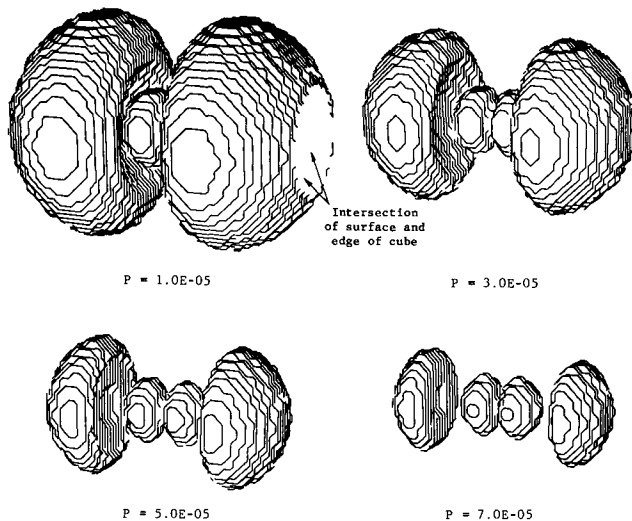 Intersection
of surface and
edge of cube
P = 1.0E-05
P = 3.0E-05
P = 5.0E-05
P = 7.0E-05